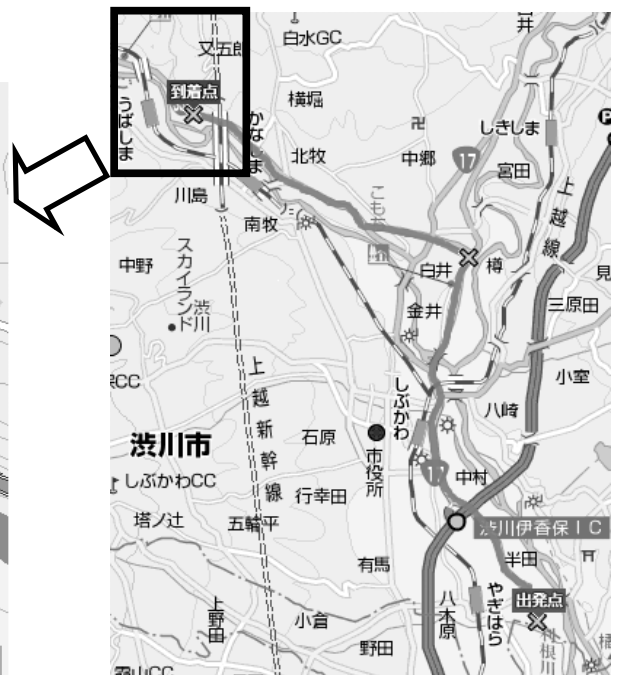 白水GC
又五郎
到着点
うばしま
横堀
かなしま
北牧
中郷
17
しきしま
宮田
P
川島
南牧
こもち
上越線
中野
スカイランド渋川
白井
樽
見
金井
三原田
CC
上越新幹線
しぶかわ
小室
八崎
石原
渋川市
市役所
しぶかわCC
17
中村
行幸田
塔ノ辻
五輪平
渋川伊香保IC
有馬
半田
出発点
やぎはら
八木原
上野田
小倉
野田
利根川
橘